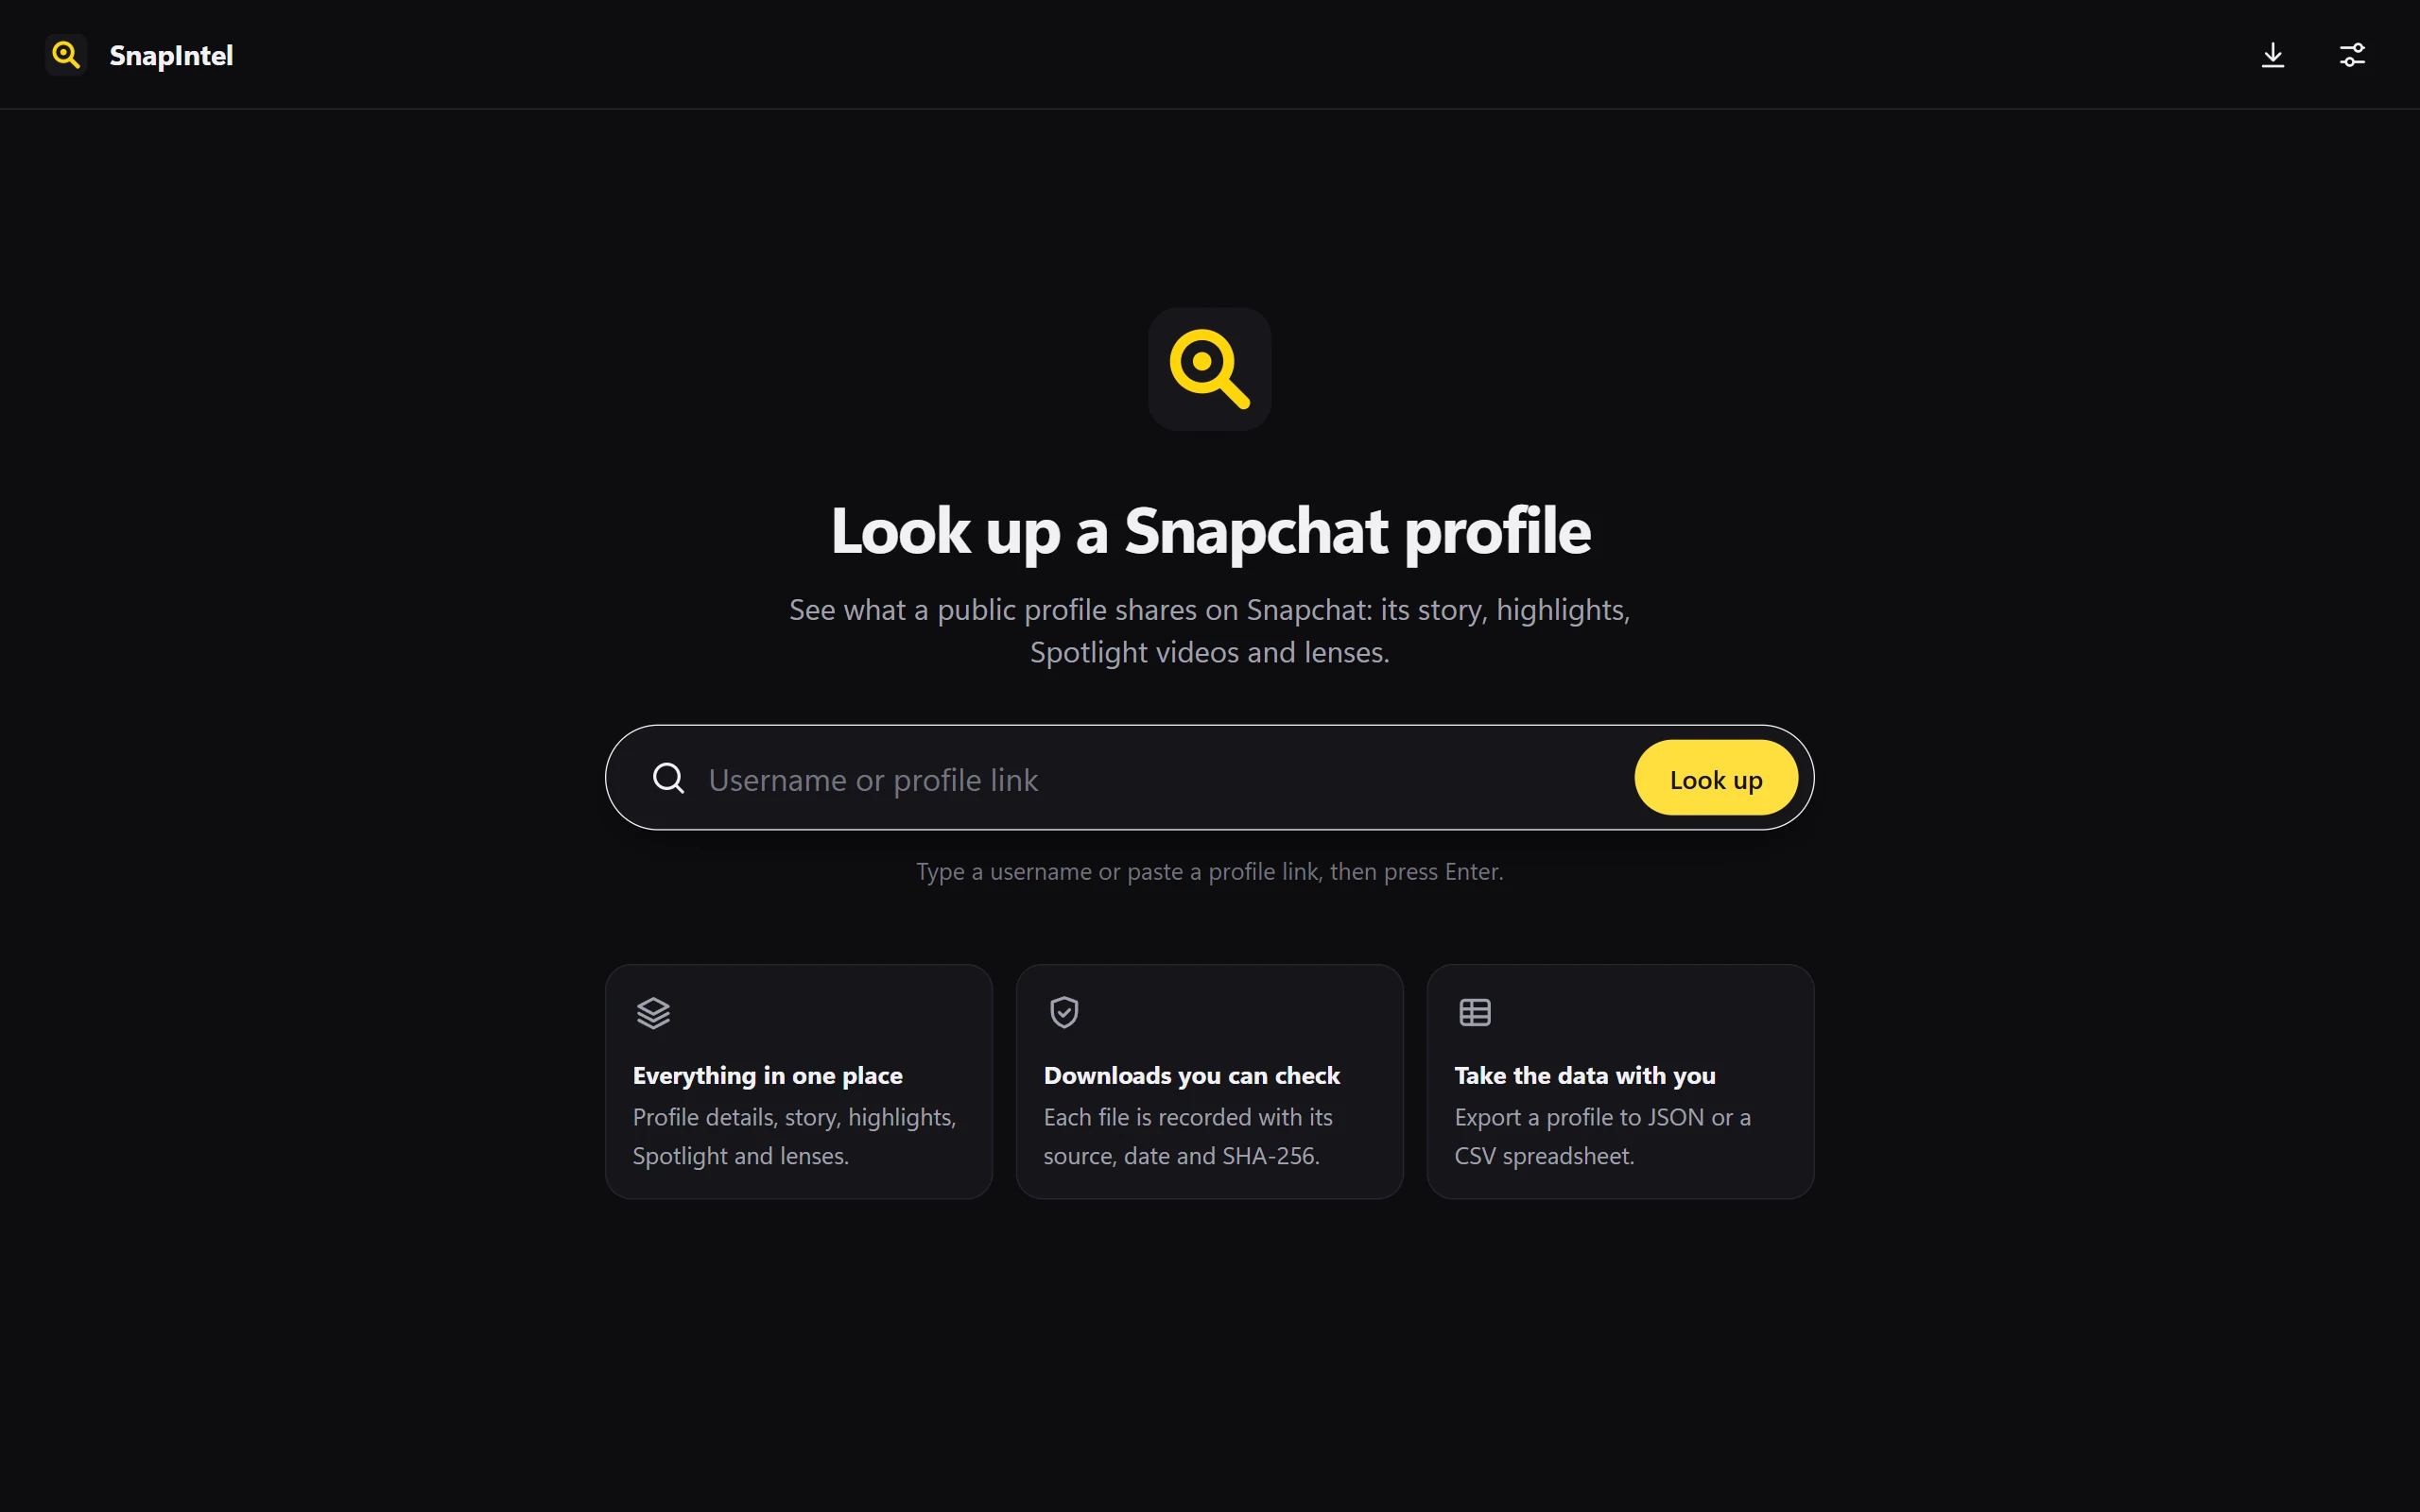 SnapIntel
Look up a Snapchat profile
See what a public profile shares on Snapchat: its story, highlights,
Spotlight videos and lenses.
Username or profile link
Look up
Type a username or paste a profile link, then press Enter.
Everything in one place
Profile details, story, highlights,
Spotlight and lenses.
Downloads you can check
Each file is recorded with its
source, date and SHA-256.
Take the data with you
Export a profile to JSON or a
CSV spreadsheet.